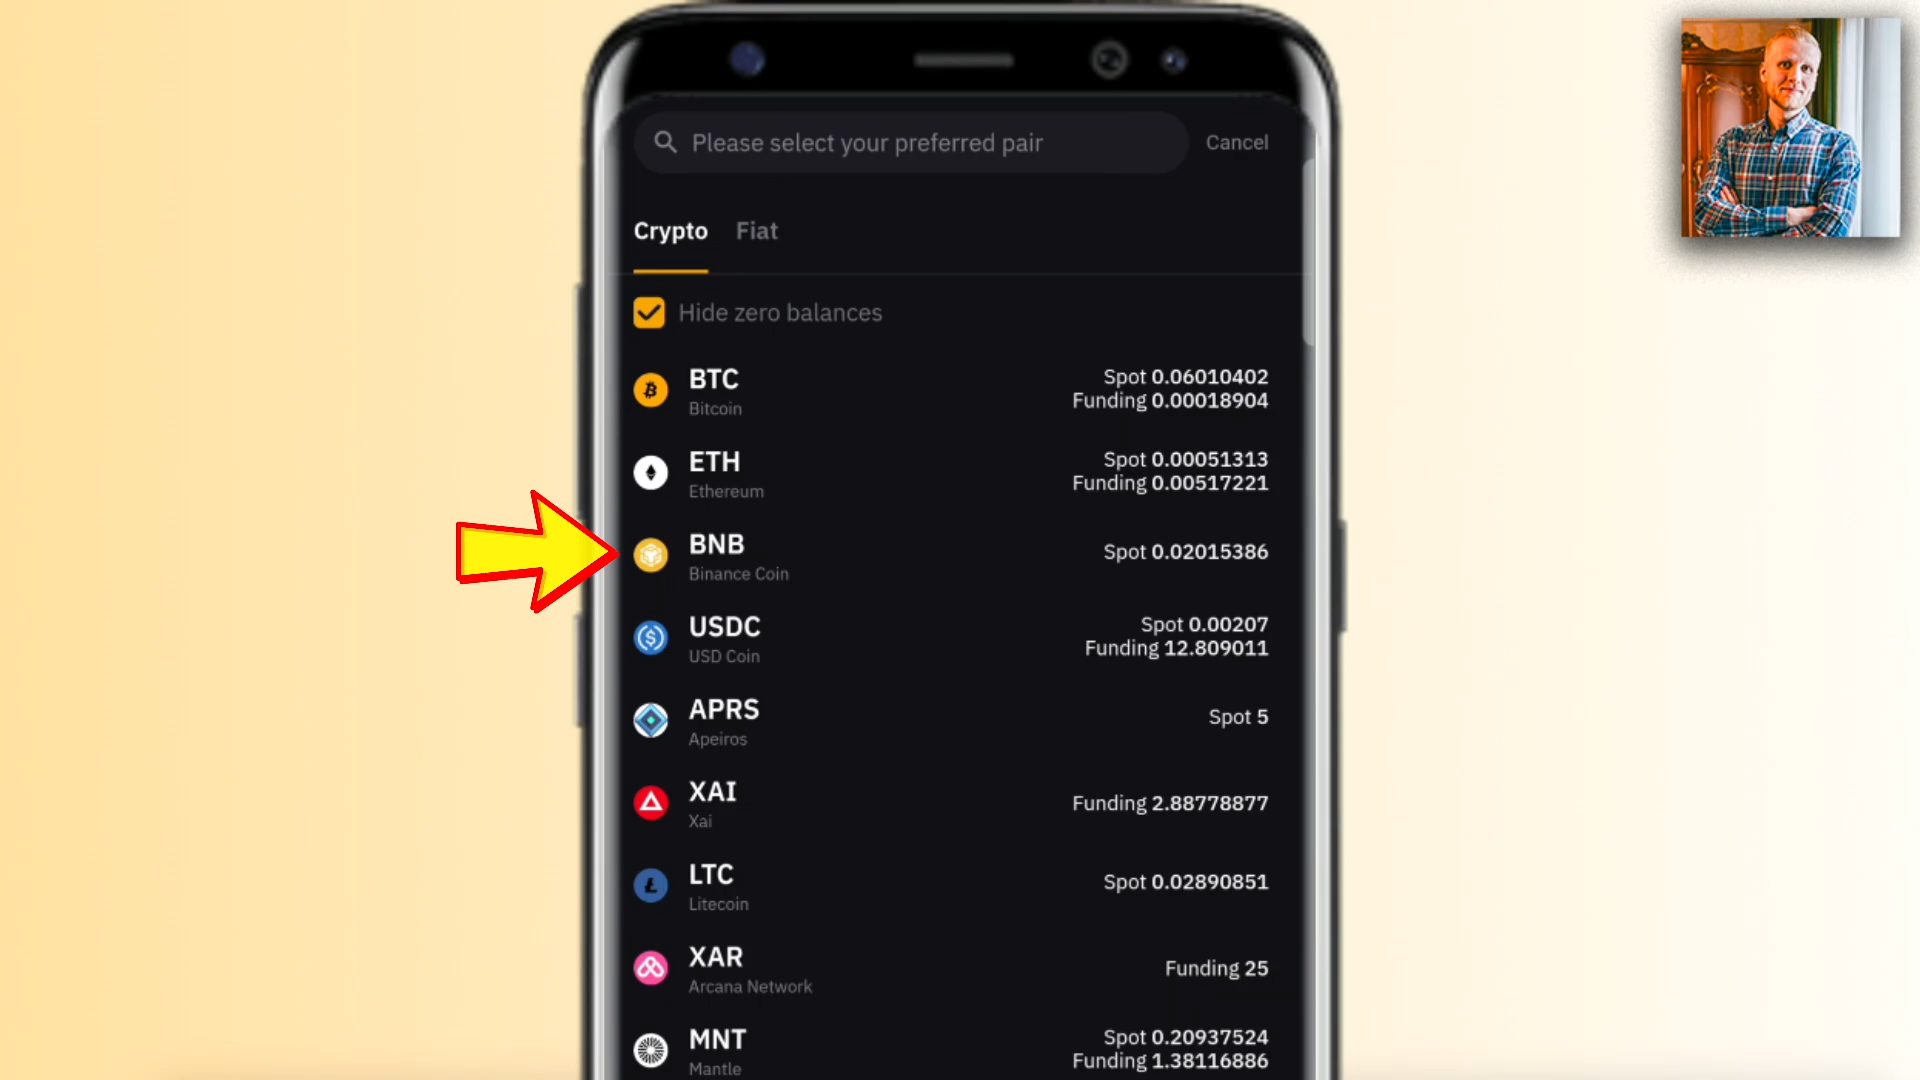 Please select your preferred pair
Cancel
Crypto
Fiat
Hide zero balances
BTC
Bitcoin
Spot 0.06010402
Funding 0.00018904
ETH
Ethereum
Spot 0.00051313
Funding 0.00517221
BNB
Binance Coin
Spot 0.02015386
USDC
USD Coin
Spot 0.00207
Funding 12.809011
APRS
Apeiros
Spot 5
XAI
Xai
Funding 2.88778877
LTC
Litecoin
Spot 0.02890851
XAR
Arcana Network
Funding 25
MNT
Mantle
Spot 0.20937524
Funding 1.38116886